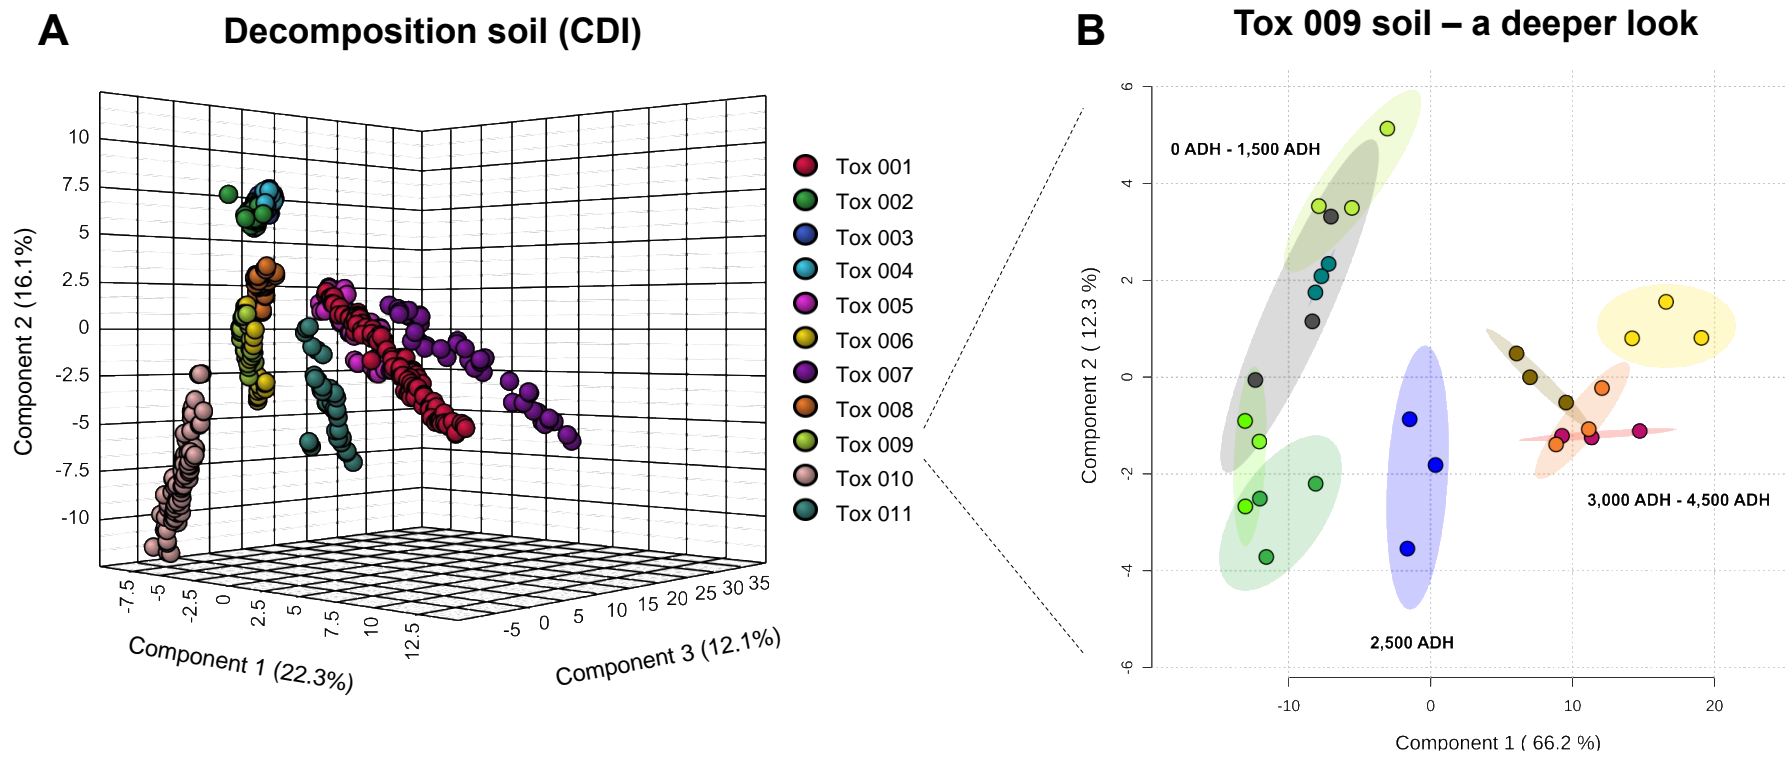 A
Decomposition soil (CDI)
10
7.5
5
2.5
0
-2.5
-5
-7.5
-10
Component 2 (16.1%)
-7.5
-5
-2.5
0
2.5
5
7.5
10
12.5
Component 1 (22.3%)
-5
0
5
10
15
20
25
30
35
Component 3 (12.1%)
Tox 001
Tox 002
Tox 003
Tox 004
Tox 005
Tox 006
Tox 007
Tox 008
Tox 009
Tox 010
Tox 011
B
Tox 009 soil – a deeper look
6
4
2
0
-2
-4
-6
Component 2 ( 12.3 %)
0 ADH - 1,500 ADH
3,000 ADH - 4,500 ADH
2,500 ADH
-10
0
10
20
Component 1 ( 66.2 %)